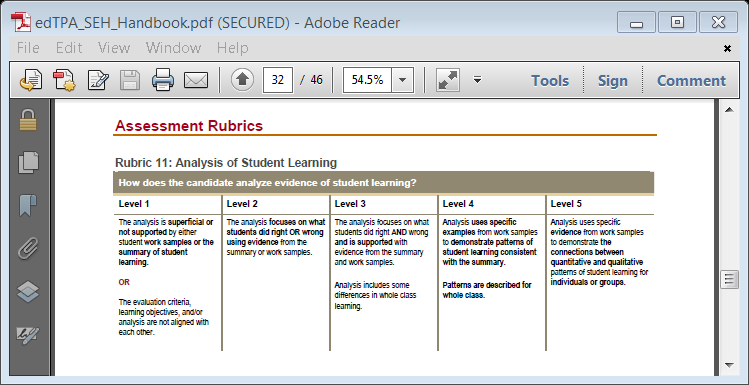 edTPA_SEH_Handbook.pdf (SECURED) - Adobe Reader
File Edit View Window Help
32 / 46 54.5% Tools Sign Comment
Assessment Rubrics
Rubric 11: Analysis of Student Learning
How does the candidate analyze evidence of student learning?
Level 1
The analysis is superficial or
not supported by either
student work samples or the
summary of student
learning.
OR
The evaluation criteria,
learning objectives, and/or
analysis are not aligned with
each other.
Level 2
The analysis focuses on what
students did right OR wrong
using evidence from the
summary or work samples.
Level 3
The analysis focuses on what
students did right AND wrong
and is supported with
evidence from the summary
and work samples.
Analysis includes some
differences in whole class
learning.
Level 4
Analysis uses specific
examples from work samples
to demonstrate patterns of
student learning consistent
with the summary.
Patterns are described for
whole class.
Level 5
Analysis uses specific
evidence from work samples
to demonstrate the
connections between
quantitative and qualitative
patterns of student learning for
individuals or groups.